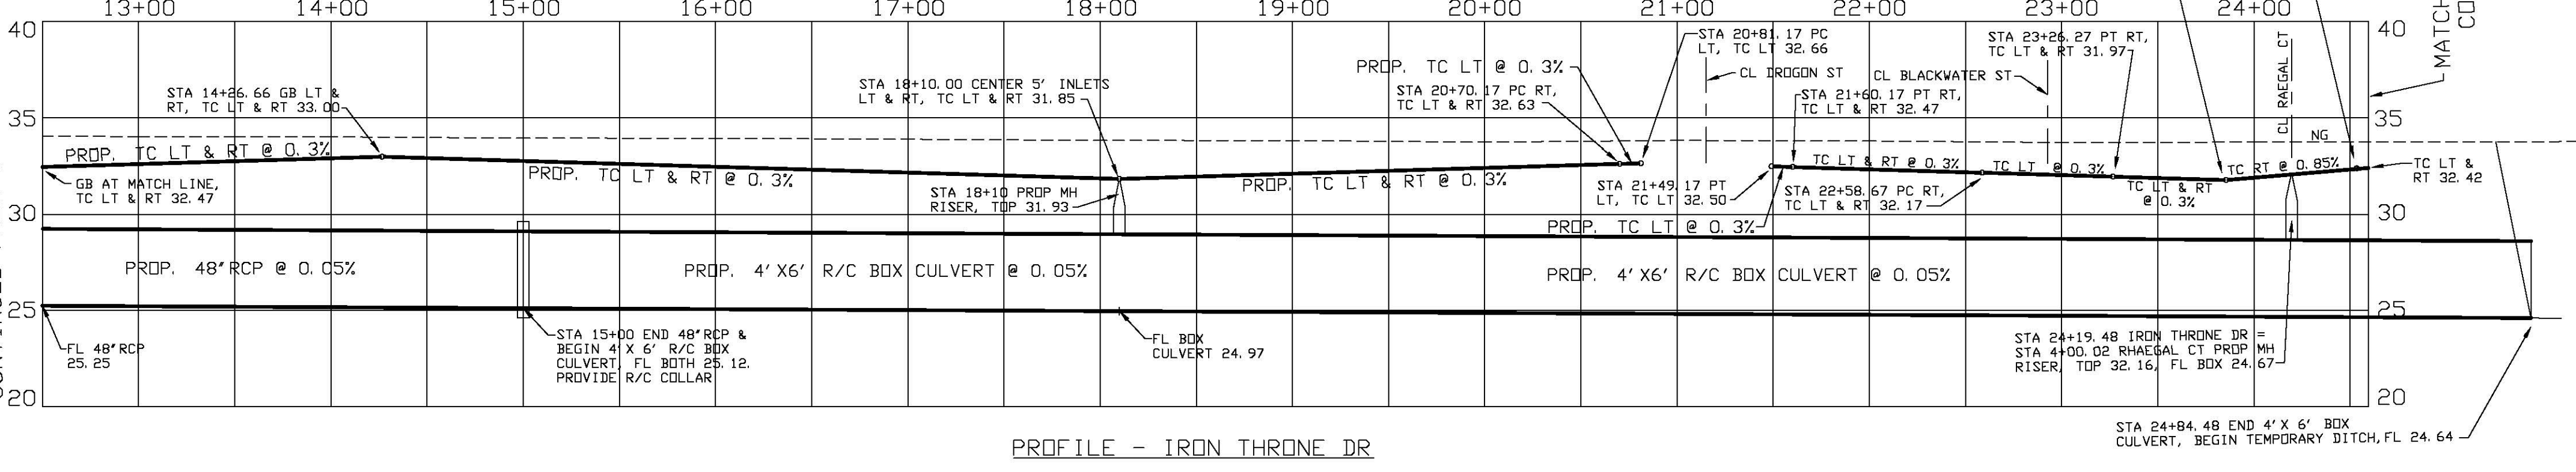 13+00 14+00 15+00 16+00 17+00 18+00 19+00 20+00 21+00 22+00 23+00 24+00
40
35
30
25
20
40
35
30
25
20
MATCH
CO
STA 14+26.66 GB LT &
RT, TC LT & RT 33.00
PROP. TC LT & RT @ 0.3%
GB AT MATCH LINE,
TC LT & RT 32.47
PROP. TC LT & RT @ 0.3%
STA 18+10.00 CENTER 5' INLETS
LT & RT, TC LT & RT 31.85
STA 18+10 PROP MH
RISER, TOP 31.93
PROP. TC LT & RT @ 0.3%
PROP. TC LT @ 0.3%
STA 20+70.17 PC RT,
TC LT & RT 32.63
STA 20+81.17 PC
LT, TC LT 32.66
CL DROGON ST
CL BLACKWATER ST
STA 21+60.17 PT RT,
TC LT & RT 32.47
STA 23+26.27 PT RT,
TC LT & RT 31.97
CL RAEGAL CT
NG
TC LT & RT @ 0.3%
TC LT @ 0.3%
TC LT & RT
@ 0.3%
TC RT @ 0.85%
TC LT &
RT 32.42
STA 21+49.17 PT
LT, TC LT 32.50
STA 22+58.67 PC RT,
TC LT & RT 32.17
PROP. TC LT @ 0.3%
PROP. 48"RCP @ 0.05%
PROP. 4'X6' R/C BOX CULVERT @ 0.05%
PROP. 4'X6' R/C BOX CULVERT @ 0.05%
FL 48"RCP
25.25
STA 15+00 END 48"RCP &
BEGIN 4'X 6' R/C BOX
CULVERT, FL BOTH 25.12.
PROVIDE R/C COLLAR
FL BOX
CULVERT 24.97
STA 24+19.48 IRON THRONE DR =
STA 4+00.02 RHAEGAL CT PROP MH
RISER, TOP 32.16, FL BOX 24.67
STA 24+84.48 END 4'X 6' BOX
CULVERT, BEGIN TEMPORARY DITCH, FL 24.64
PROFILE - IRON THRONE DR